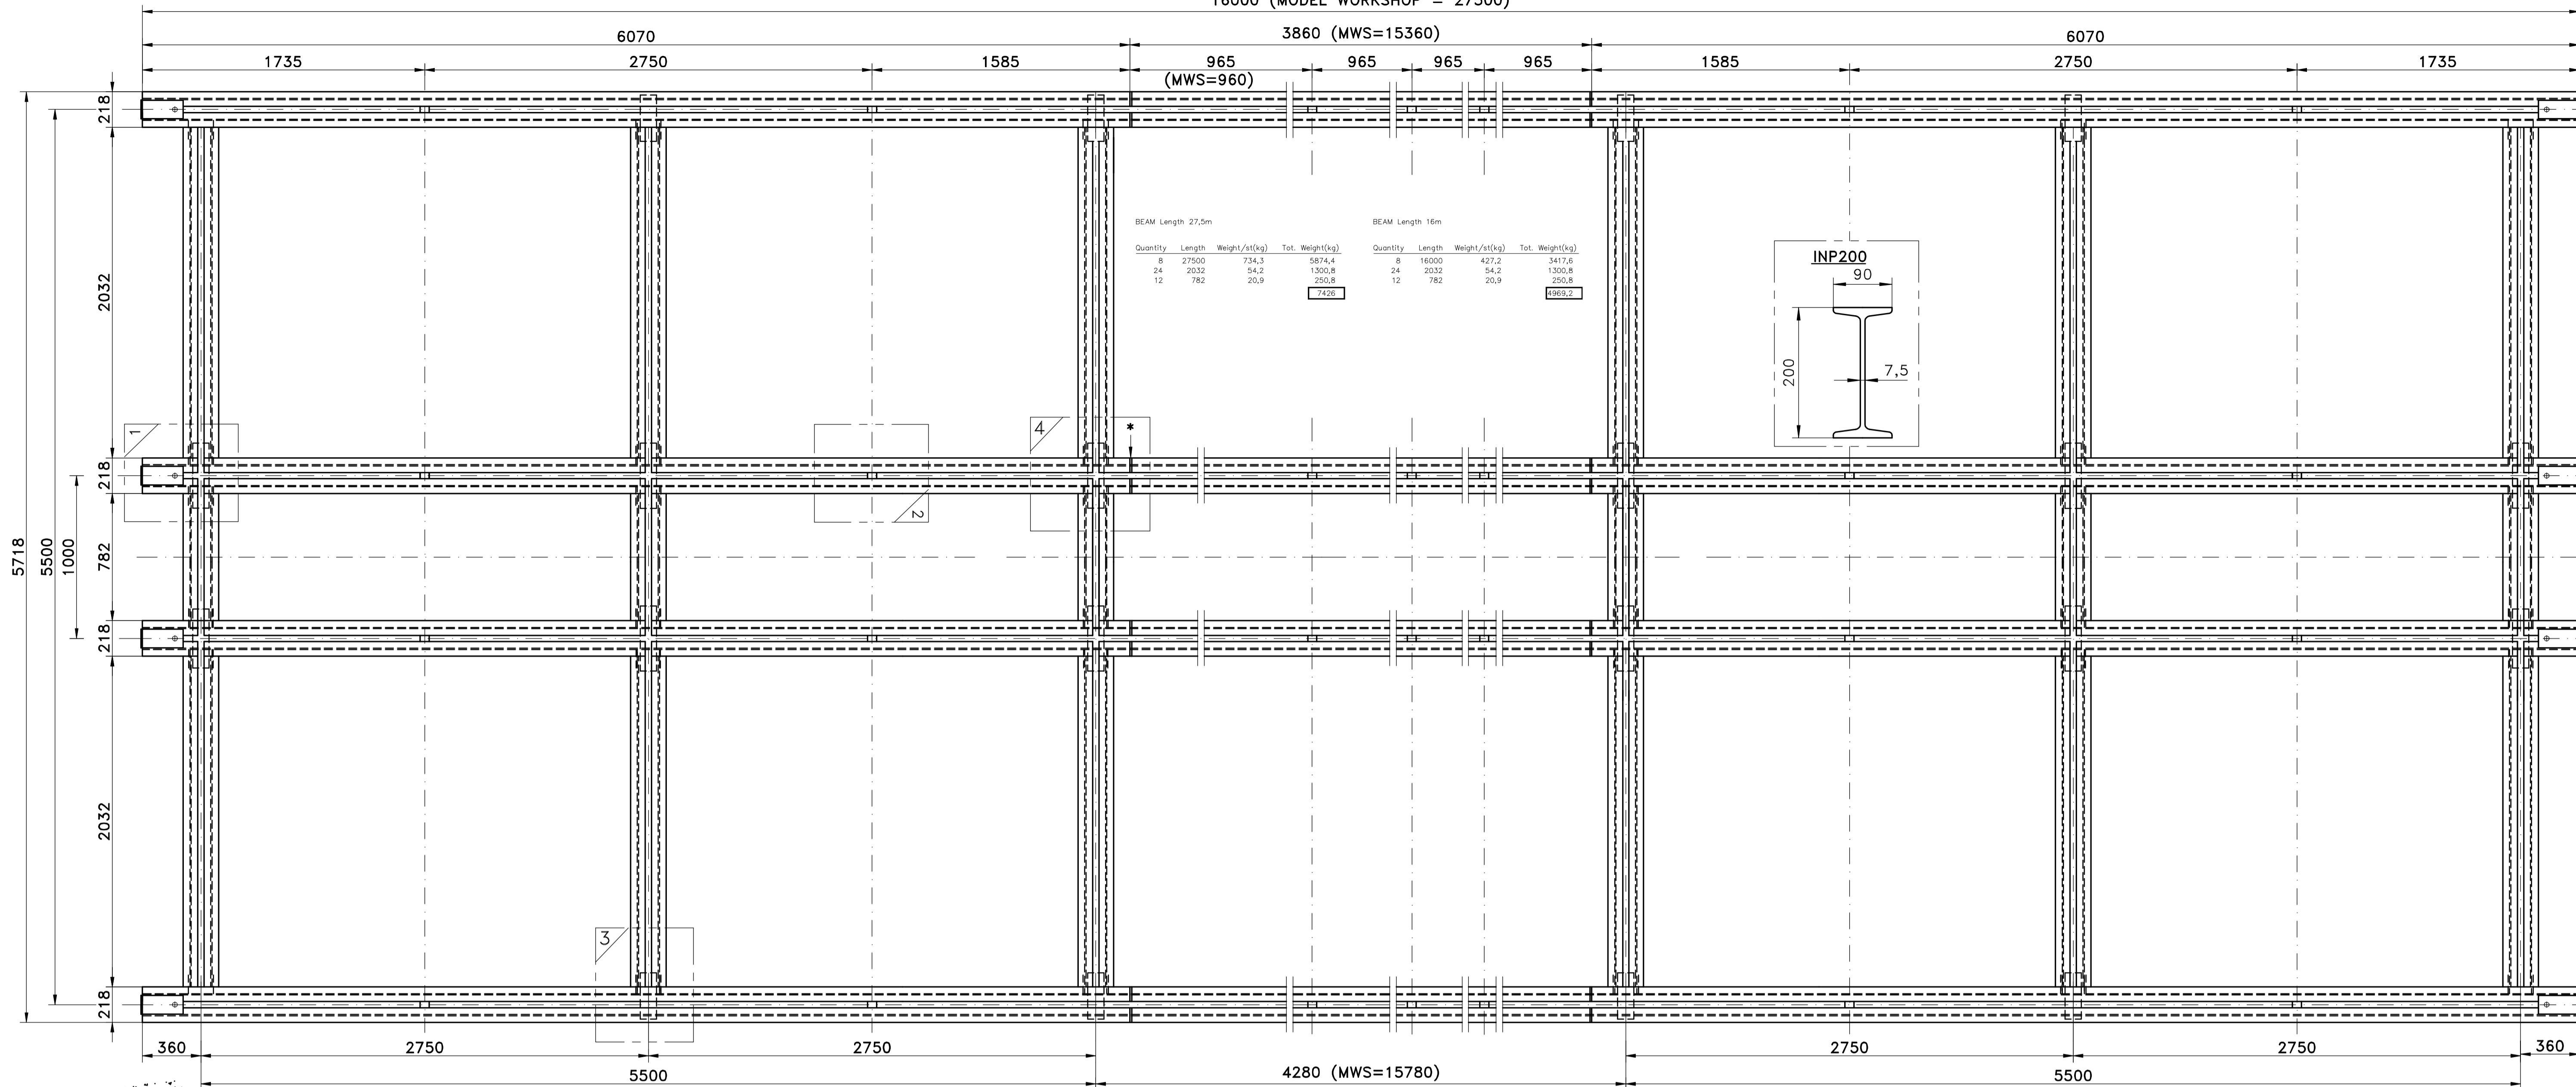 16000 (MODEL WORKSHOP = 27500)
6070 3860 (MWS=15360) 6070
1735 2750 1585 965 965 965 965 1585 2750 1735
(MWS=960)
218
BEAM Length 27,5m
Quantity Length Weight/st(kg) Tot. Weight(kg)
8 27500 734,3 5874,4
24 2032 54,2 1300,8
12 782 20,9 250,8
7426
BEAM Length 16m
Quantity Length Weight/st(kg) Tot. Weight(kg)
8 16000 427,2 3417,6
24 2032 54,2 1300,8
12 782 20,9 250,8
4969,2
INP200
90
200
7,5
2032
1
4
*
218
2
5718
5500
1000
782
218
2032
3
218
360 2750 2750 2750 2750 360
5500 4280 (MWS=15780) 5500